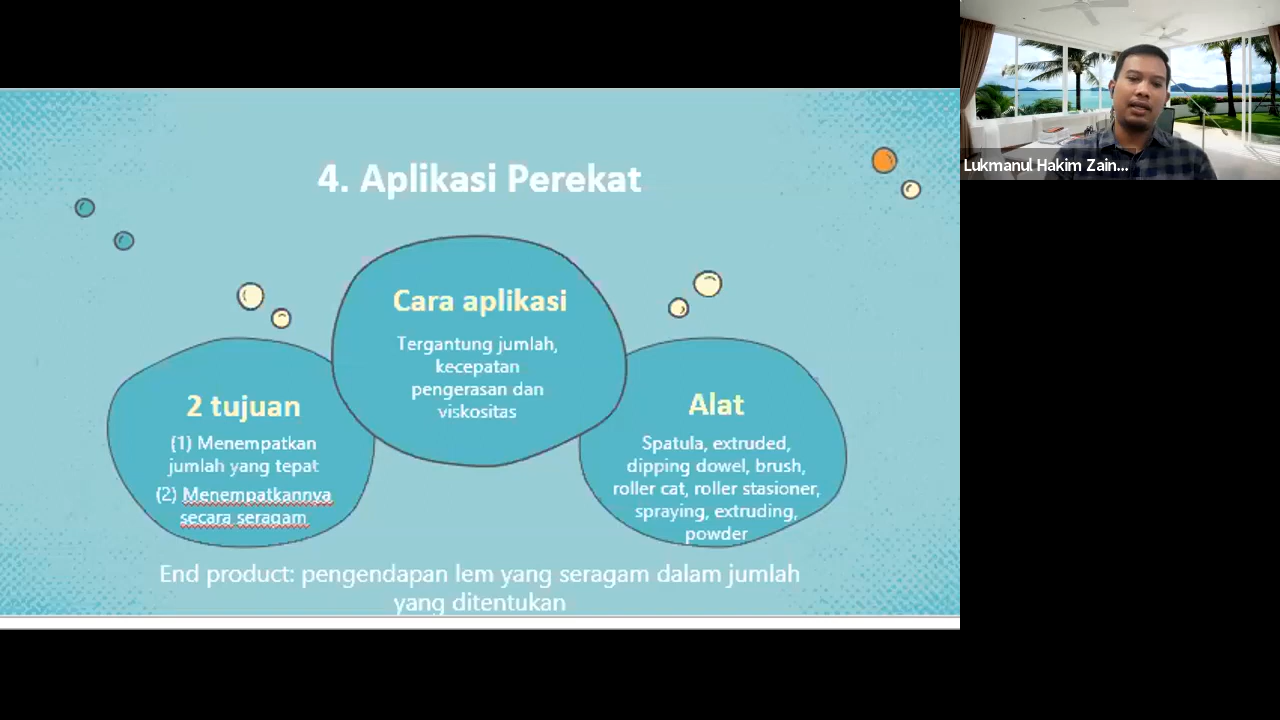 4. Aplikasi Perekat
Cara aplikasi
Tergantung jumlah,
kecepatan
pengerasan dan
viskositas
2 tujuan
(1) Menempatkan
jumlah yang tepat
(2) Menempatkannya
secara seragam
Alat
Spatula, extruded,
dipping dowel, brush,
roller cat, roller stasioner,
spraying, extruding,
powder
End product: pengendapan lem yang seragam dalam jumlah
yang ditentukan
Lukmanul Hakim Zain...